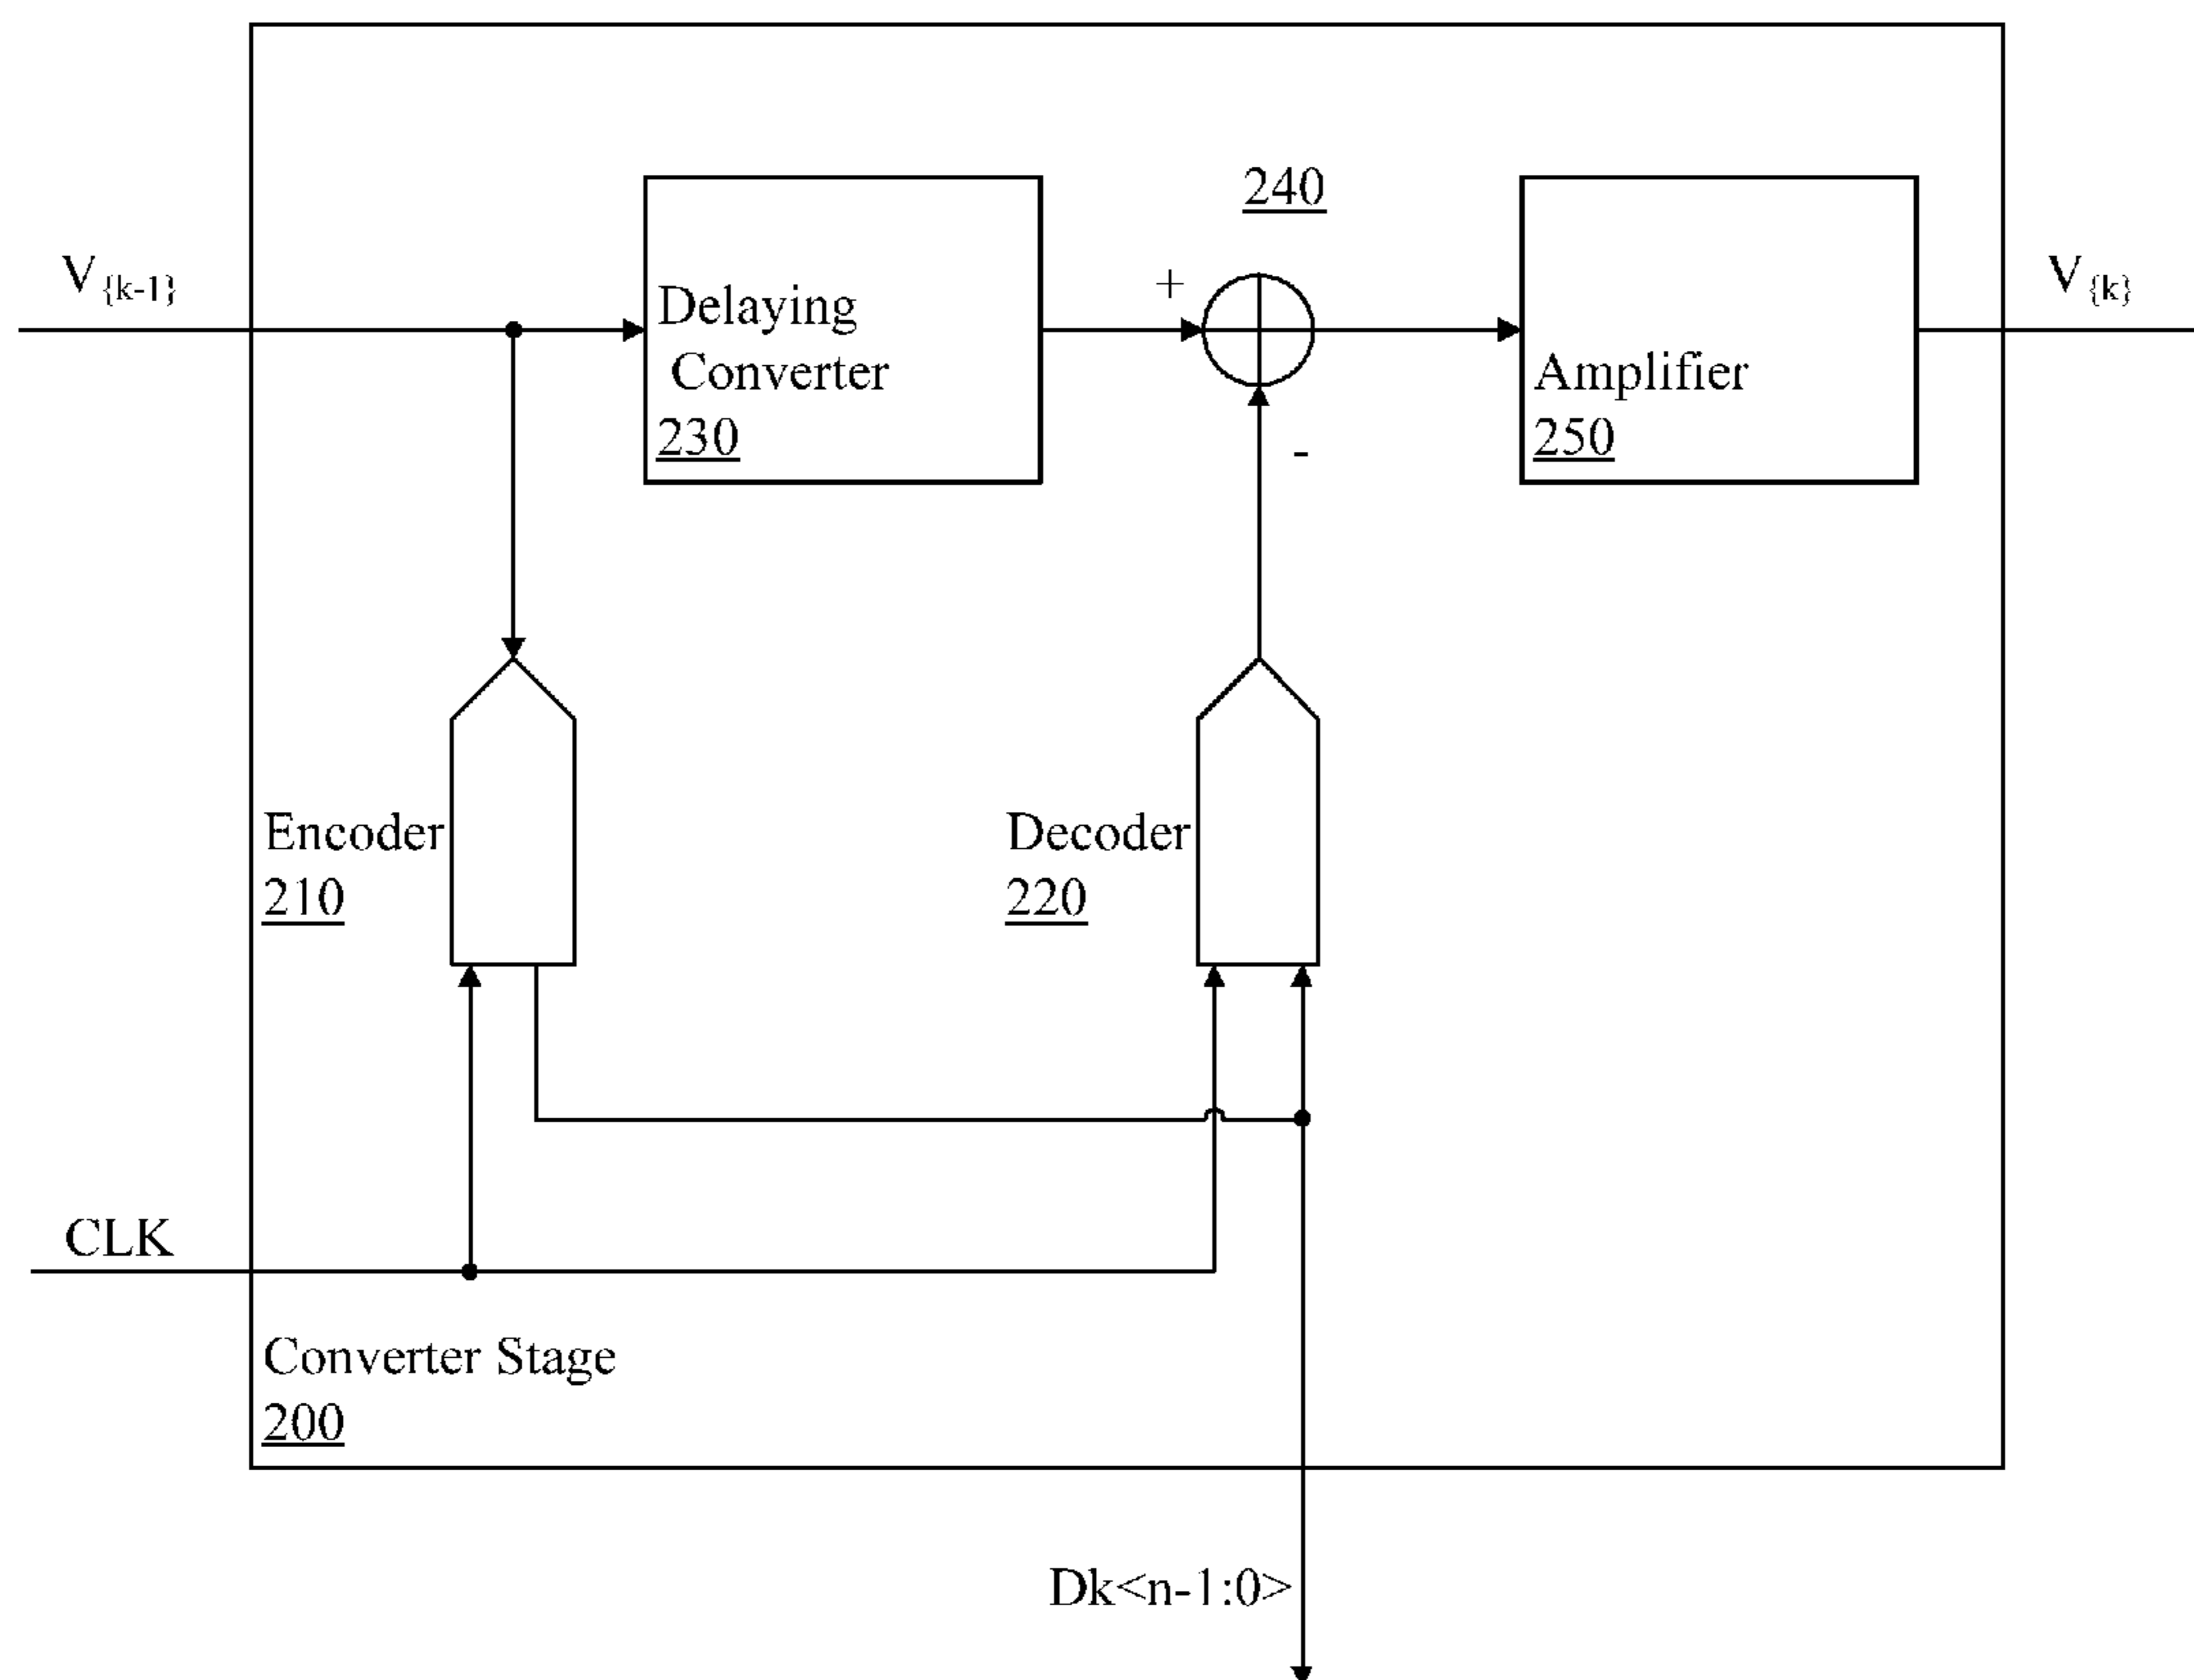 240
V{k-1}
+
Delaying
Converter
230
-
Amplifier
250
V{k}
Encoder
210
Decoder
220
CLK
Converter Stage
200
Dk<n-1:0>